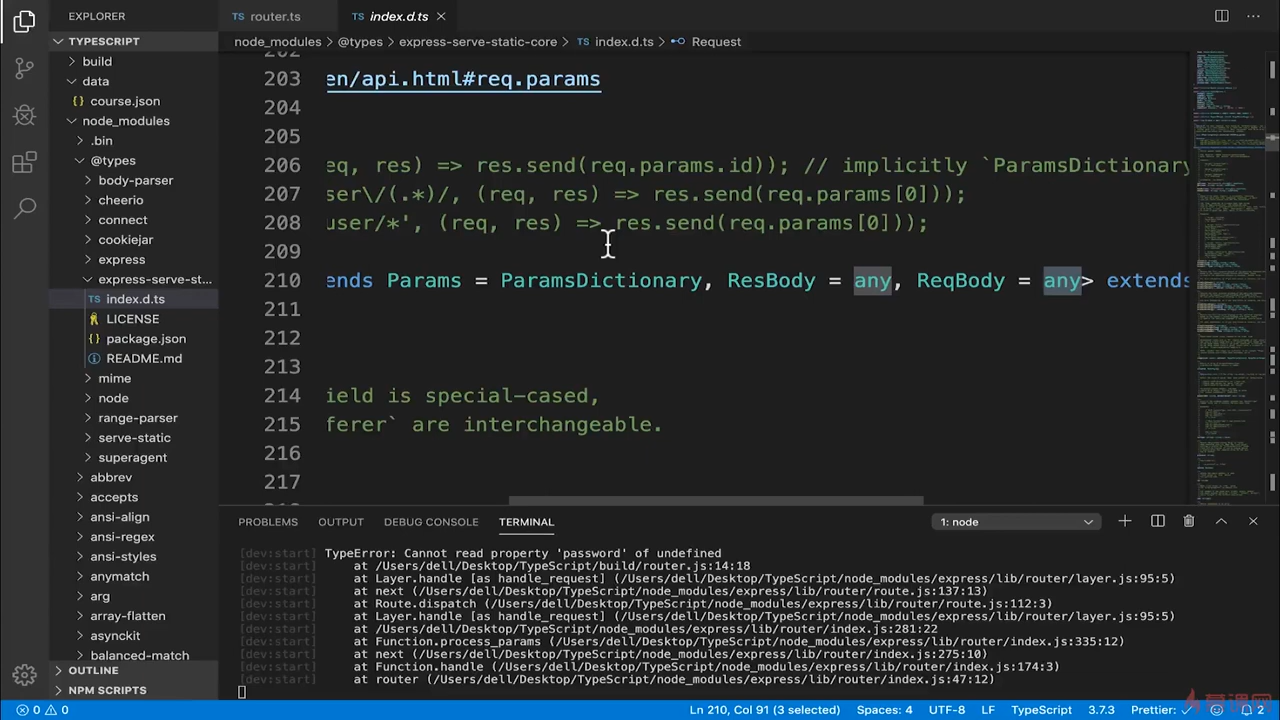 EXPLORER
TS router.ts
TS index.d.ts
TYPESCRIPT
node_modules > @types > express-serve-static-core > TS index.d.ts > Request
build
data
course.json
node_modules
.bin
@types
body-parser
cheerio
connect
cookiejar
express
express-serve-st...
TS index.d.ts
LICENSE
package.json
README.md
mime
node
range-parser
serve-static
superagent
abbrev
accepts
ansi-align
ansi-regex
ansi-styles
anymatch
arg
array-flatten
asynckit
balanced-match
OUTLINE
NPM SCRIPTS
203 en/api.html#req.params
204
205
206 eq, res) => res.send(req.params.id)); // implicity `ParamsDictionary
207 ser\/(.*)/, (req, res) => res.send(req.params[0]));
208 user/*', (req, res) => res.send(req.params[0]));
209
210 ends Params = ParamsDictionary, ResBody = any, ReqBody = any> extends
211
212
213
214 ield is special-cased,
215 ferer` are interchangeable.
216
217
PROBLEMS OUTPUT DEBUG CONSOLE TERMINAL 1: node
[dev:start] TypeError: Cannot read property 'password' of undefined
[dev:start] at /Users/dell/Desktop/TypeScript/build/router.js:14:18
[dev:start] at Layer.handle [as handle_request] (/Users/dell/Desktop/TypeScript/node_modules/express/lib/router/layer.js:95:5)
[dev:start] at next (/Users/dell/Desktop/TypeScript/node_modules/express/lib/router/route.js:137:13)
[dev:start] at Route.dispatch (/Users/dell/Desktop/TypeScript/node_modules/express/lib/router/route.js:112:3)
[dev:start] at Layer.handle [as handle_request] (/Users/dell/Desktop/TypeScript/node_modules/express/lib/router/layer.js:95:5)
[dev:start] at /Users/dell/Desktop/TypeScript/node_modules/express/lib/router/index.js:281:22
[dev:start] at Function.process_params (/Users/dell/Desktop/TypeScript/node_modules/express/lib/router/index.js:335:12)
[dev:start] at next (/Users/dell/Desktop/TypeScript/node_modules/express/lib/router/index.js:275:10)
[dev:start] at Function.handle (/Users/dell/Desktop/TypeScript/node_modules/express/lib/router/index.js:174:3)
[dev:start] at router (/Users/dell/Desktop/TypeScript/node_modules/express/lib/router/index.js:47:12)
0 0 Ln 210, Col 91 (3 selected) Spaces: 4 UTF-8 LF TypeScript 3.7.3 Prettier: ✓ 2
慕课网